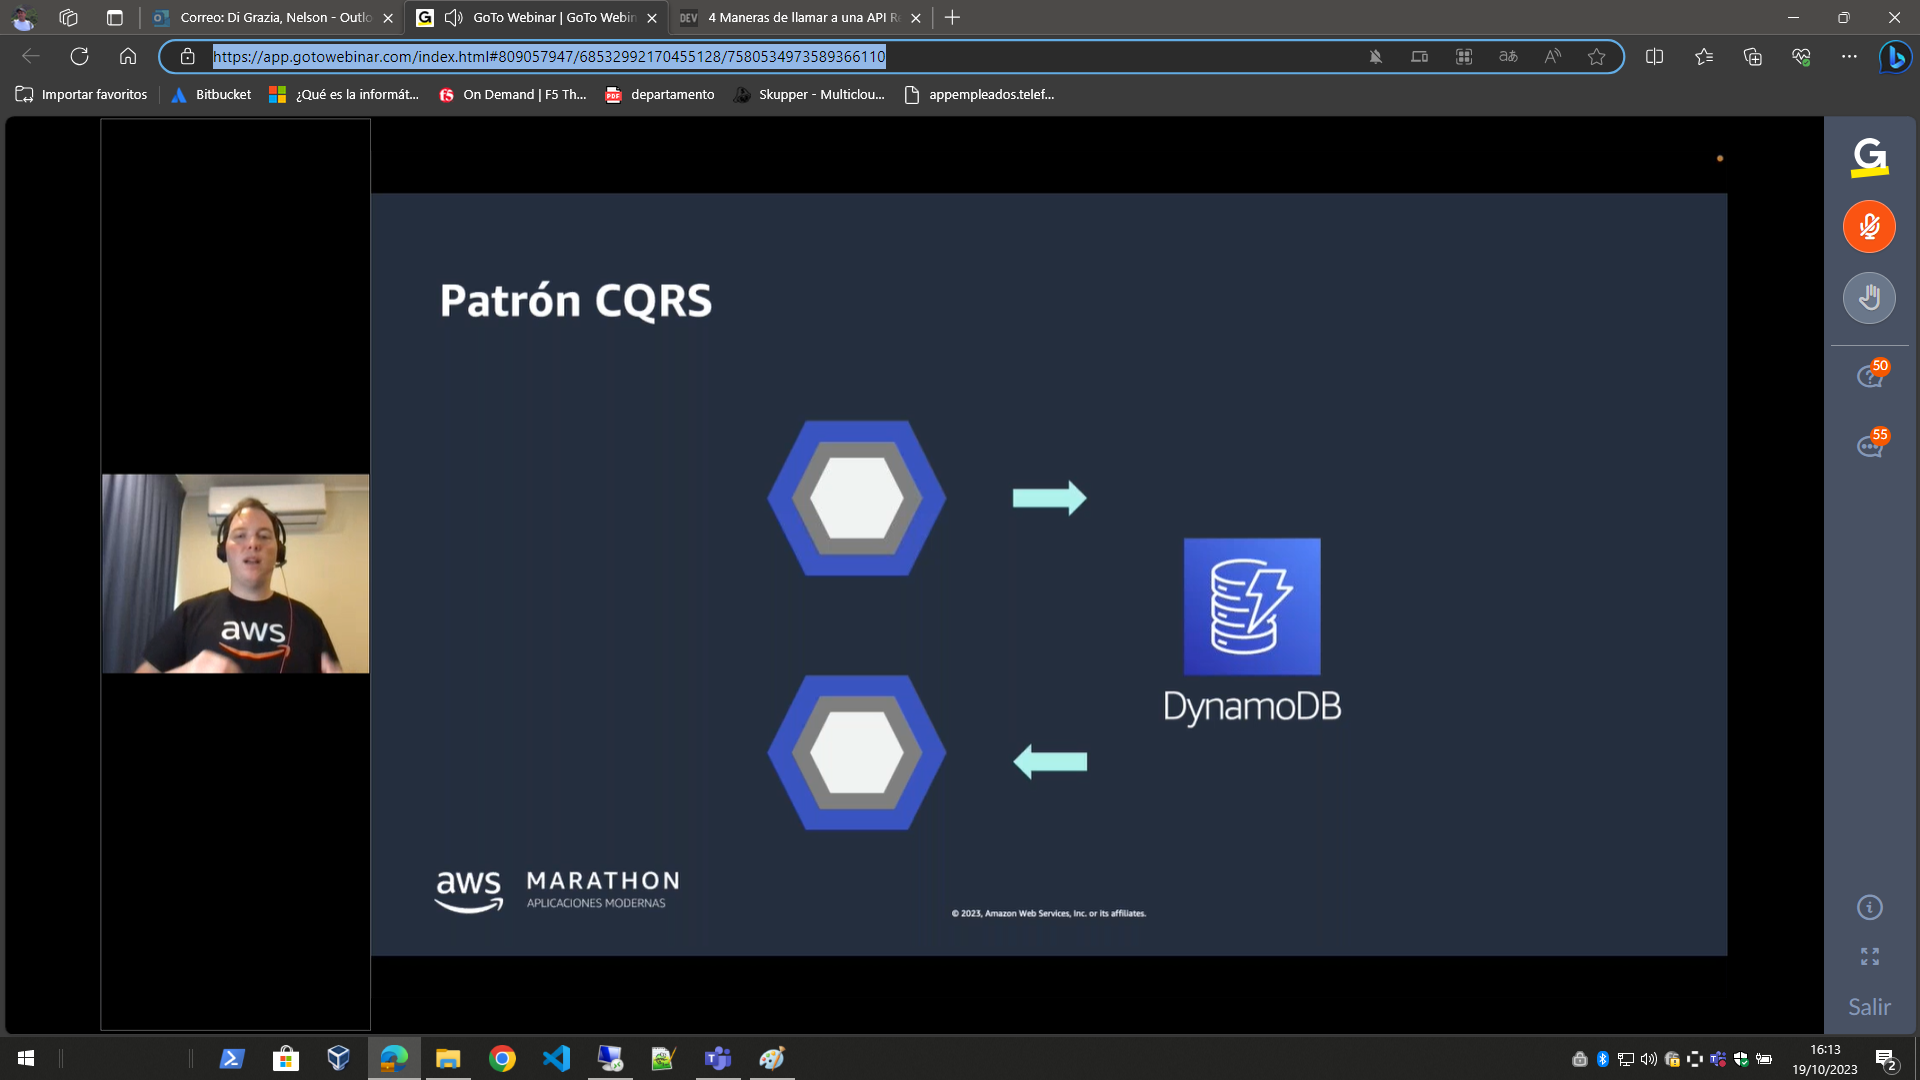 Correo: Di Grazia, Nelson - Outlo
GoTo Webinar | GoTo Webin
DEV
4 Maneras de llamar a una API Re
https://app.gotowebinar.com/index.html#809057947/68532992170455128/7580534973589366110
Importar favoritos
Bitbucket
¿Qué es la informát...
On Demand | F5 Th...
departamento
Skupper - Multiclou...
appempleados.telef...
G
Patrón CQRS
50
55
aws
DynamoDB
aws MARATHON
APLICACIONES MODERNAS
© 2023, Amazon Web Services, Inc. or its affiliates.
Salir
16:13
19/10/2023
2